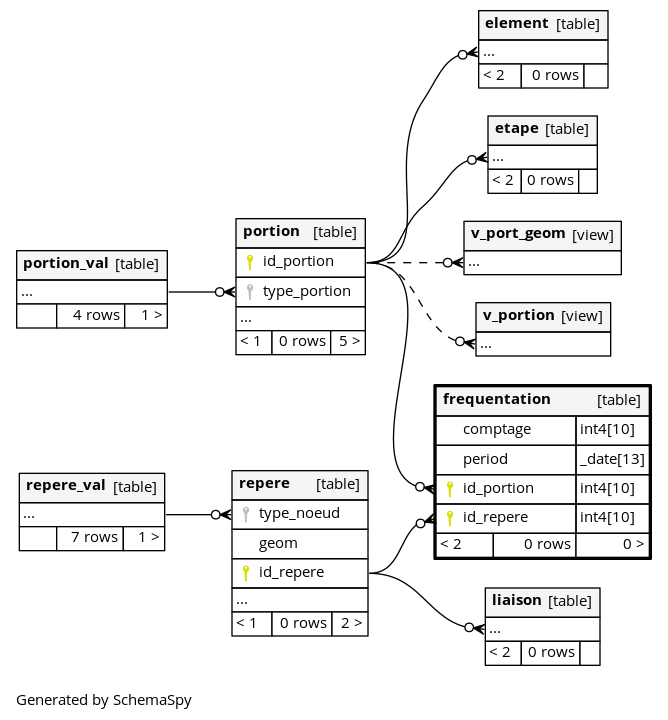 element [table]
...
< 2 0 rows
etape [table]
...
< 2 0 rows
portion [table]
id_portion
type_portion
...
< 1 0 rows 5 >
v_port_geom [view]
...
portion_val [table]
...
4 rows 1 >
v_portion [view]
...
frequentation [table]
comptage int4[10]
period _date[13]
id_portion int4[10]
id_repere int4[10]
< 2 0 rows 0 >
repere_val [table]
...
7 rows 1 >
repere [table]
type_noeud
geom
id_repere
...
< 1 0 rows 2 >
liaison [table]
...
< 2 0 rows
Generated by SchemaSpy